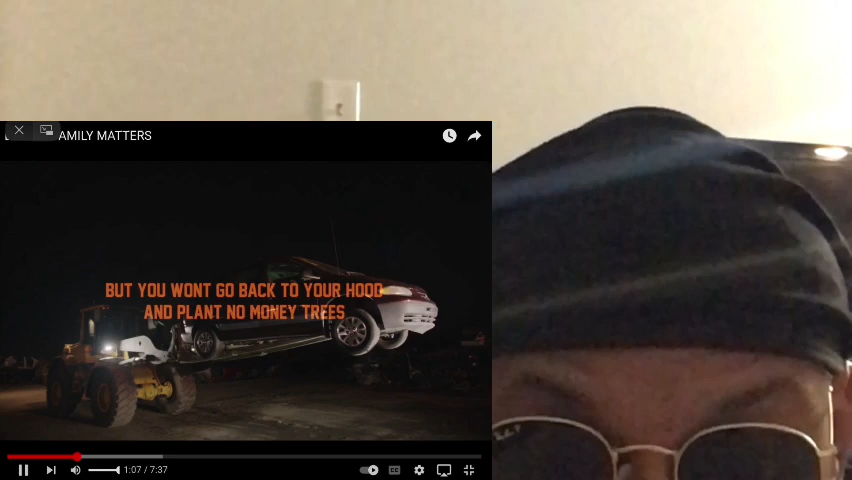 AMILY MATTERS
BUT YOU WONT GO BACK TO YOUR HOOD
AND PLANT NO MONEY TREES
1:07 / 7:37